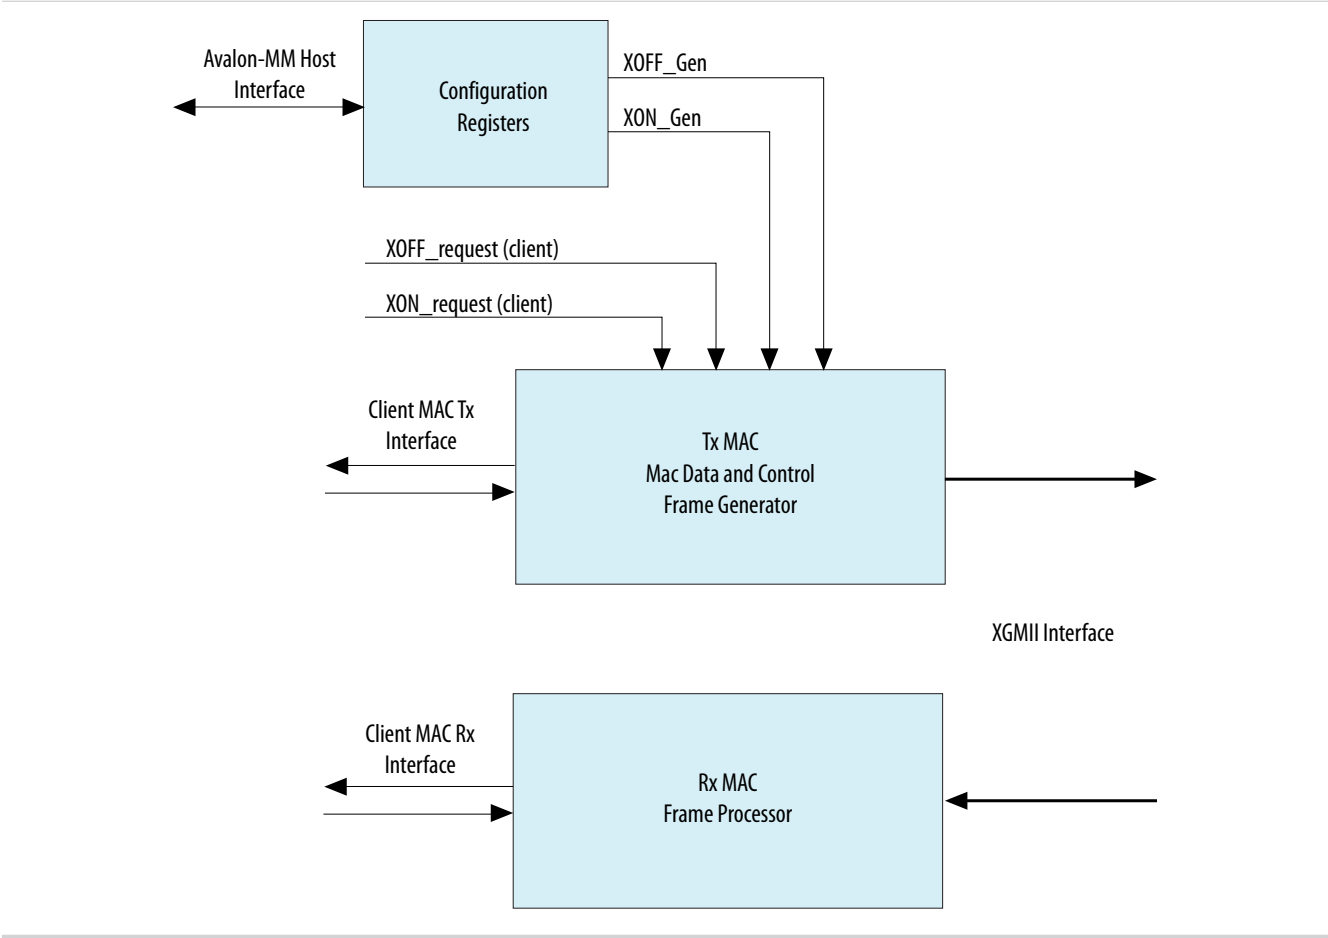 Avalon-MM Host
Interface
Configuration
Registers
XOFF_Gen
XON_Gen
XOFF_request (client)
XON_request (client)
Client MAC Tx
Interface
Tx MAC
Mac Data and Control
Frame Generator
XGMII Interface
Client MAC Rx
Interface
Rx MAC
Frame Processor